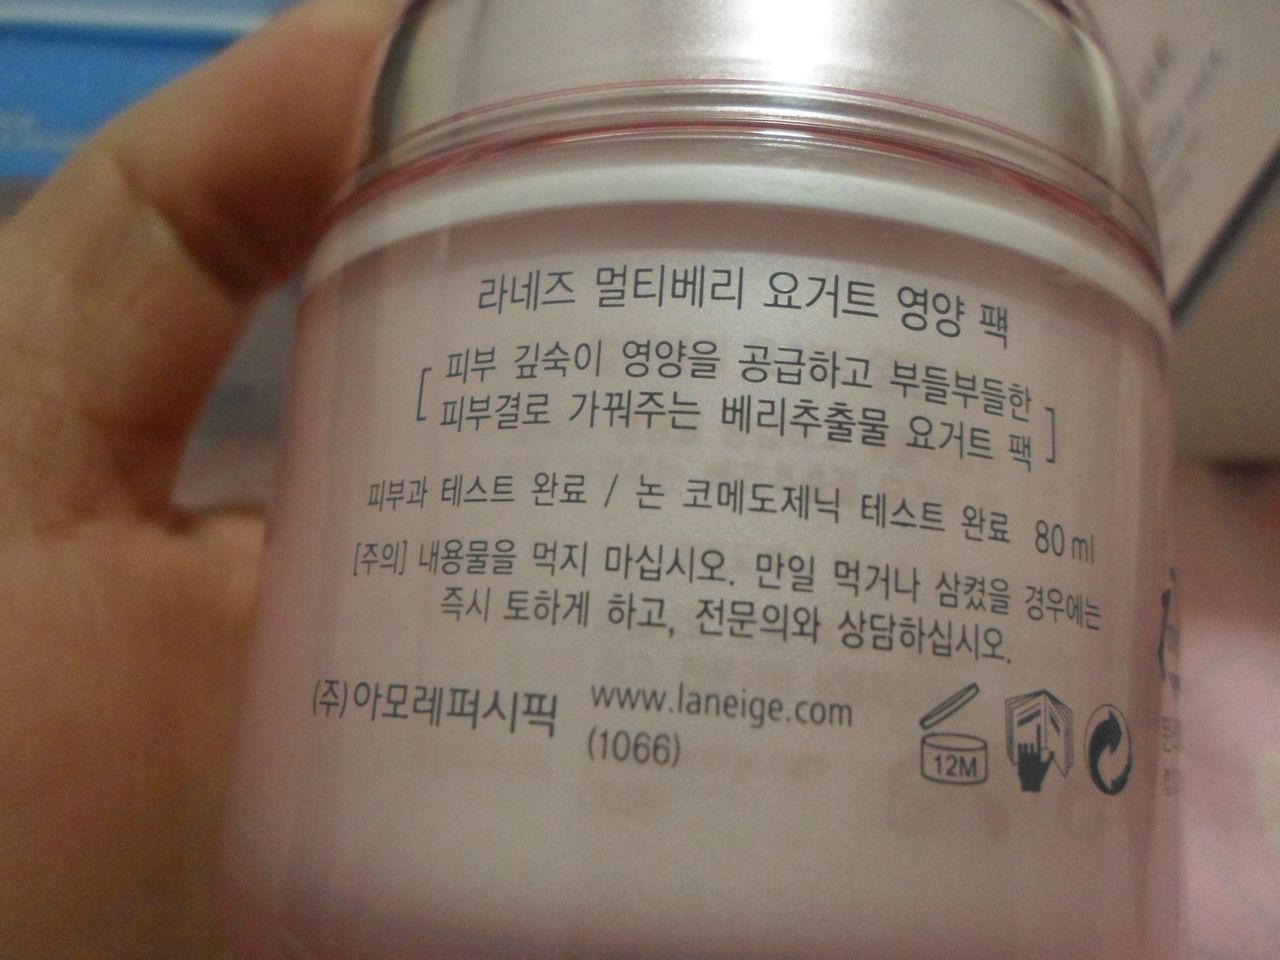 라네즈 멀티베리 요거트 영양 팩
[피부 깊숙이 영양을 공급하고 부들부들한
피부결로 가꿔주는 베리추출물 요거트 팩]
피부과 테스트 완료 / 논 코메도제닉 테스트 완료 80 ml
[주의] 내용물을 먹지 마십시오. 만일 먹거나 삼켰을 경우에는
즉시 토하게 하고, 전문의와 상담하십시오.
(주)아모레퍼시픽 www.laneige.com
(1066)
12M